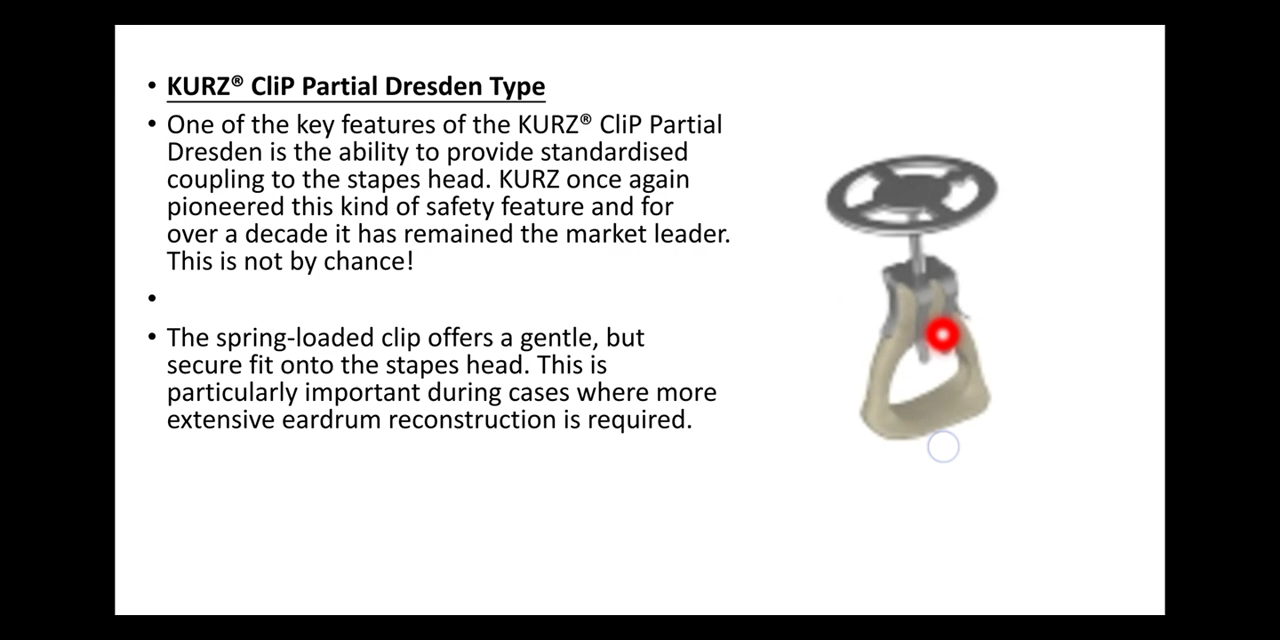 • KURZ® CliP Partial Dresden Type
• One of the key features of the KURZ® CliP Partial
Dresden is the ability to provide standardised
coupling to the stapes head. KURZ once again
pioneered this kind of safety feature and for
over a decade it has remained the market leader.
This is not by chance!
•
• The spring-loaded clip offers a gentle, but
secure fit onto the stapes head. This is
particularly important during cases where more
extensive eardrum reconstruction is required.